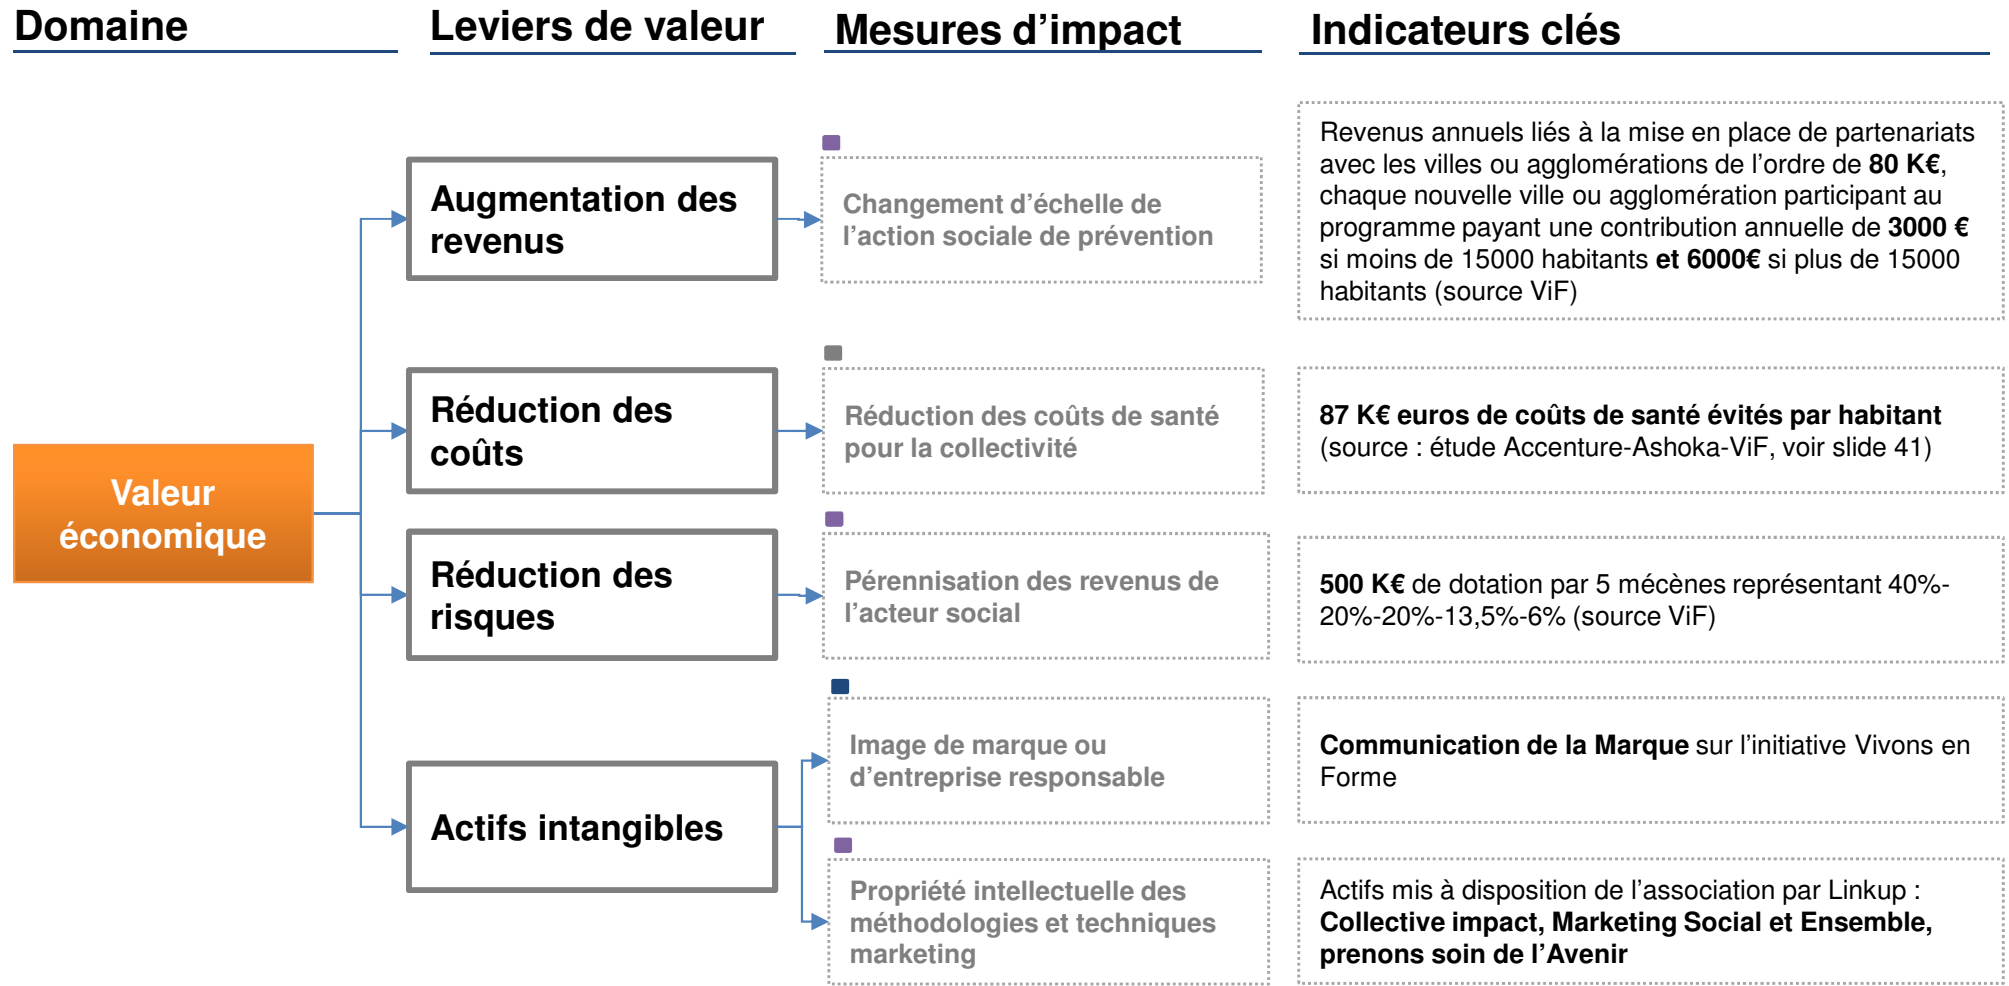 Domaine
Leviers de valeur
Mesures d’impact
Indicateurs clés
Valeur
économique
Augmentation des
revenus
Changement d’échelle de
l’action sociale de prévention
Revenus annuels liés à la mise en place de partenariats
avec les villes ou agglomérations de l’ordre de 80 K€,
chaque nouvelle ville ou agglomération participant au
programme payant une contribution annuelle de 3000 €
si moins de 15000 habitants et 6000€ si plus de 15000
habitants (source ViF)
Réduction des
coûts
Réduction des coûts de santé
pour la collectivité
87 K€ euros de coûts de santé évités par habitant
(source : étude Accenture-Ashoka-ViF, voir slide 41)
Réduction des
risques
Pérennisation des revenus de
l’acteur social
500 K€ de dotation par 5 mécènes représentant 40%-
20%-20%-13,5%-6% (source ViF)
Actifs intangibles
Image de marque ou
d’entreprise responsable
Communication de la Marque sur l’initiative Vivons en
Forme
Propriété intellectuelle des
méthodologies et techniques
marketing
Actifs mis à disposition de l’association par Linkup :
Collective impact, Marketing Social et Ensemble,
prenons soin de l’Avenir